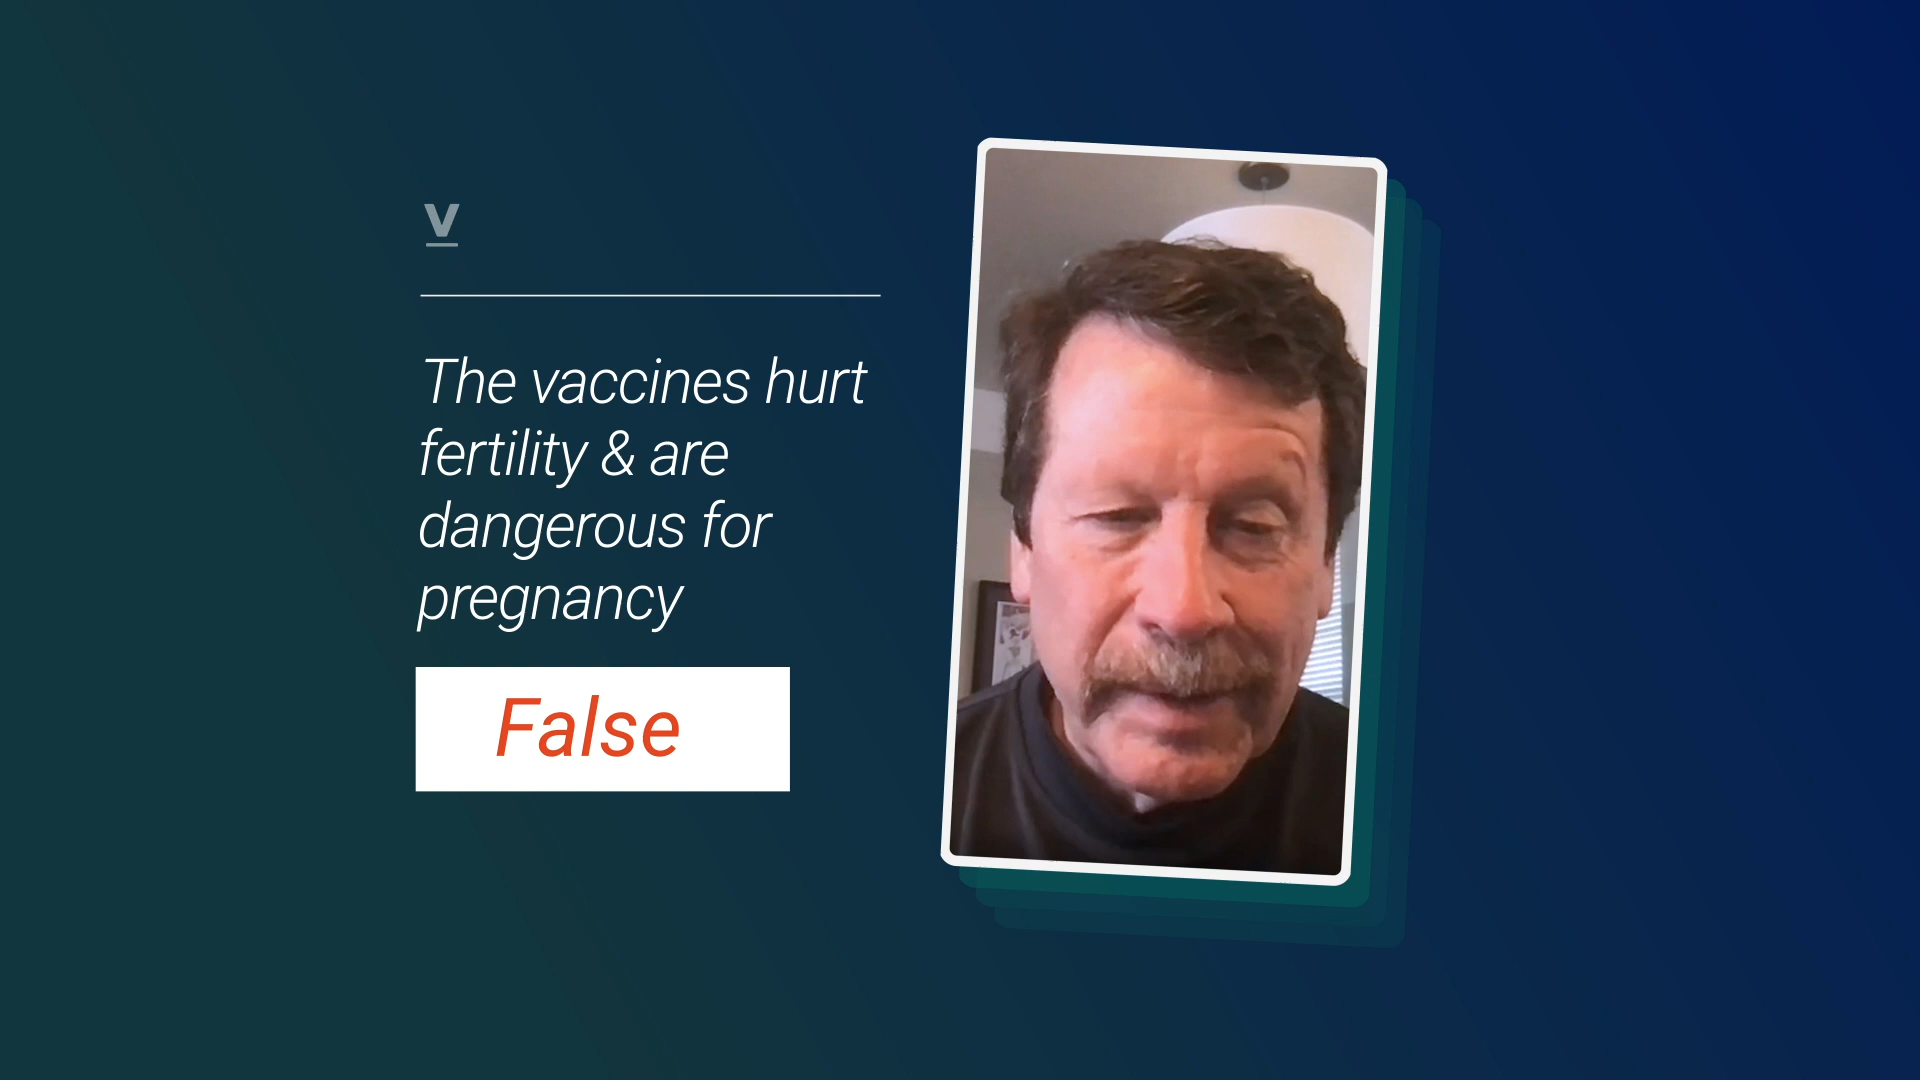 V
The vaccines hurt
fertility & are
dangerous for
pregnancy
False